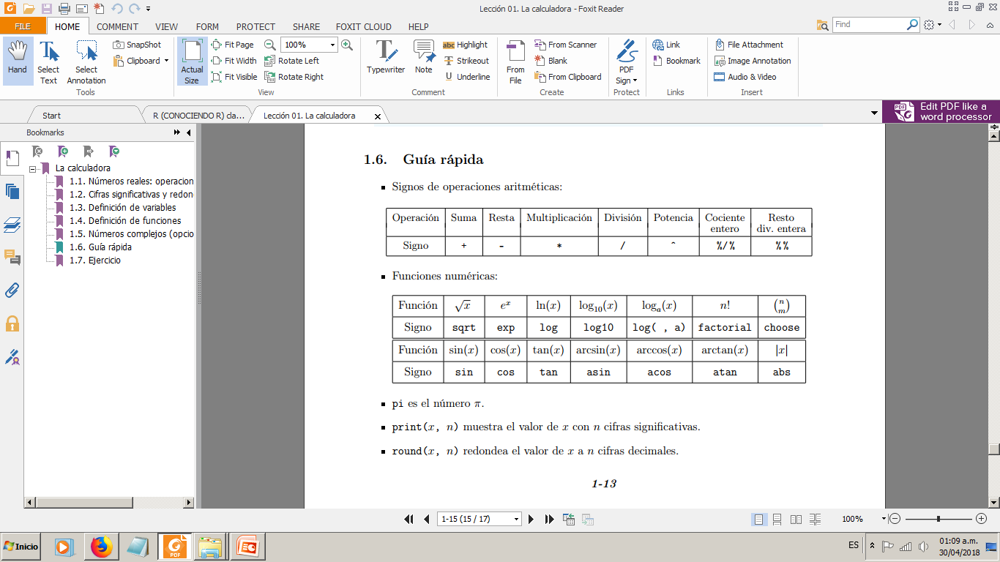 Lección 01. La calculadora - Foxit Reader
FILE HOME COMMENT VIEW FORM PROTECT SHARE FOXIT CLOUD HELP Find
Hand
Select Text
Select Annotation
SnapShot
Clipboard
Tools
Actual Size
Fit Page
Fit Width
Fit Visible
100%
Rotate Left
Rotate Right
View
Typewriter
Note
abc Highlight
Strikeout
Underline
Comment
From File
From Scanner
Blank
From Clipboard
Create
PDF Sign
Protect
Link
Bookmark
Links
File Attachment
Image Annotation
Audio & Video
Insert
Start R (CONOCIENDO R) cla... Lección 01. La calculadora
PDF
Edit PDF like a
word processor
Bookmarks
La calculadora
1.1. Números reales: operacion
1.2. Cifras significativas y redon
1.3. Definición de variables
1.4. Definición de funciones
1.5. Números complejos (opcio
1.6. Guía rápida
1.7. Ejercicio
1.6. Guía rápida
Signos de operaciones aritméticas:
Operación Suma Resta Multiplicación División Potencia Cociente entero Resto div. entera
Signo + - * / ^ %/% %%
Funciones numéricas:
Función √x eˣ ln(x) log₁₀(x) logₐ(x) n! (n m)
Signo sqrt exp log log10 log( , a) factorial choose
Función sin(x) cos(x) tan(x) arcsin(x) arccos(x) arctan(x) |x|
Signo sin cos tan asin acos atan abs
pi es el número π.
print(x, n) muestra el valor de x con n cifras significativas.
round(x, n) redondea el valor de x a n cifras decimales.
1-13
1-15 (15 / 17)
100%
Inicio
PDF
ES
01:09 a.m.
30/04/2018